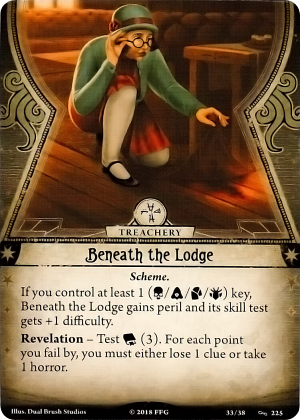 TREACHERY
Beneath the Lodge
Scheme.
If you control at least 1 (/ / / ) key,
Beneath the Lodge gains peril and its skill test
gets +1 difficulty.
Revelation – Test (3). For each point
you fail by, you must either lose 1 clue or take
1 horror.
Illus. Dual Brush Studios © 2018 FFG 33/38 225